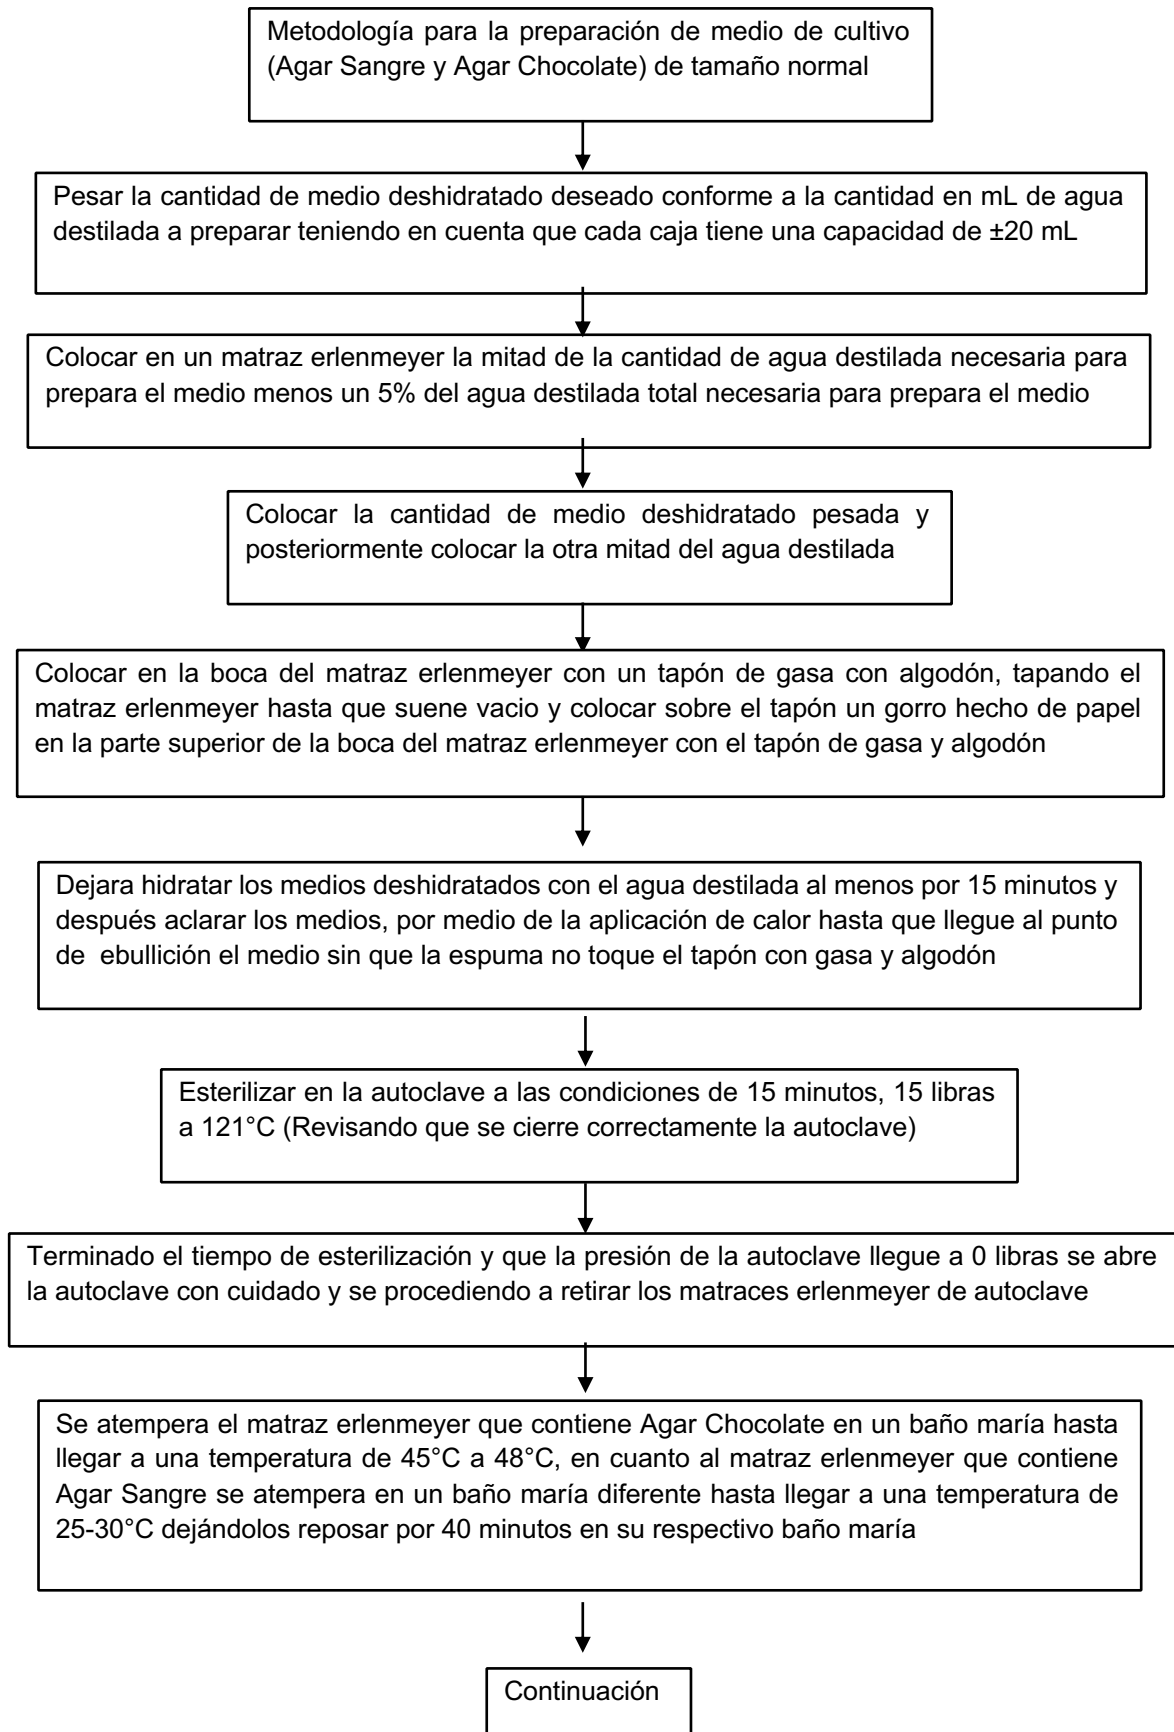 Metodología para la preparación de medio de cultivo
(Agar Sangre y Agar Chocolate) de tamaño normal
Pesar la cantidad de medio deshidratado deseado conforme a la cantidad en mL de agua
destilada a preparar teniendo en cuenta que cada caja tiene una capacidad de ±20 mL
Colocar en un matraz erlenmeyer la mitad de la cantidad de agua destilada necesaria para
prepara el medio menos un 5% del agua destilada total necesaria para prepara el medio
Colocar la cantidad de medio deshidratado pesada y
posteriormente colocar la otra mitad del agua destilada
Colocar en la boca del matraz erlenmeyer con un tapón de gasa con algodón, tapando el
matraz erlenmeyer hasta que suene vacio y colocar sobre el tapón un gorro hecho de papel
en la parte superior de la boca del matraz erlenmeyer con el tapón de gasa y algodón
Dejara hidratar los medios deshidratados con el agua destilada al menos por 15 minutos y
después aclarar los medios, por medio de la aplicación de calor hasta que llegue al punto
de ebullición el medio sin que la espuma no toque el tapón con gasa y algodón
Esterilizar en la autoclave a las condiciones de 15 minutos, 15 libras
a 121°C (Revisando que se cierre correctamente la autoclave)
Terminado el tiempo de esterilización y que la presión de la autoclave llegue a 0 libras se abre
la autoclave con cuidado y se procediendo a retirar los matraces erlenmeyer de autoclave
Se atempera el matraz erlenmeyer que contiene Agar Chocolate en un baño maría hasta
llegar a una temperatura de 45°C a 48°C, en cuanto al matraz erlenmeyer que contiene
Agar Sangre se atempera en un baño maría diferente hasta llegar a una temperatura de
25-30°C dejándolos reposar por 40 minutos en su respectivo baño maría
Continuación